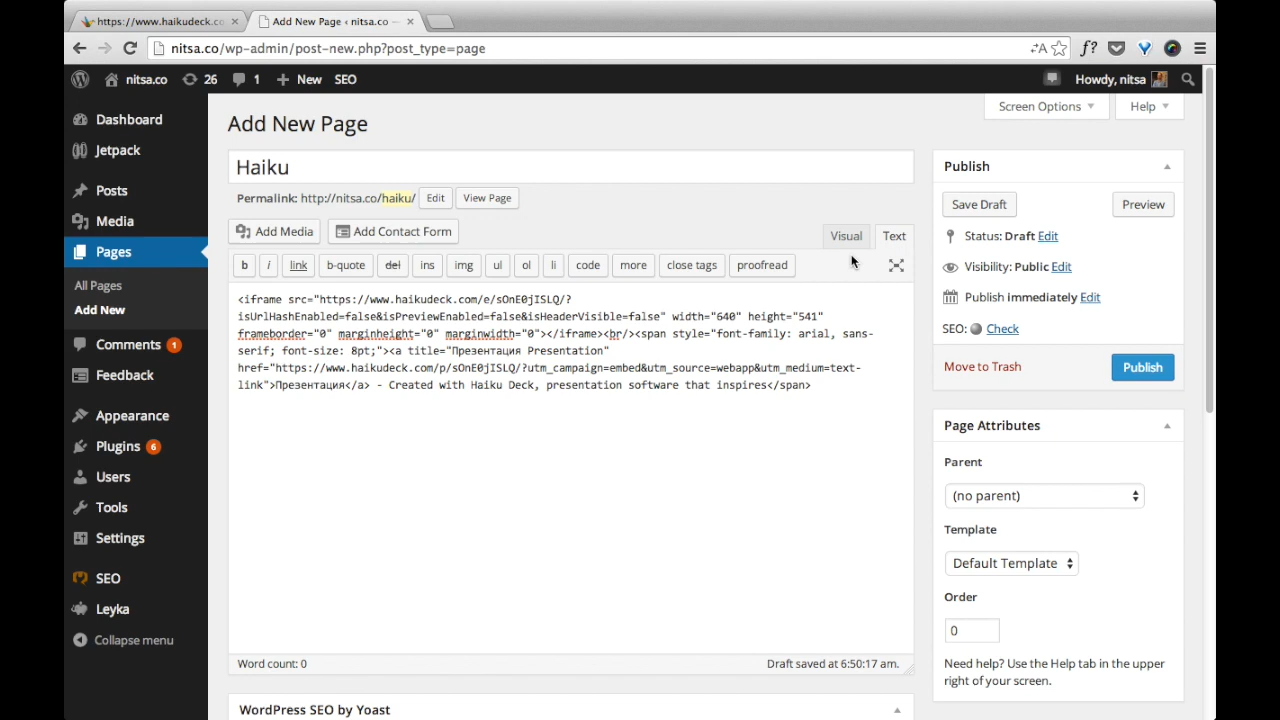 https://www.haikudeck.co
Add New Page ‹ nitsa.co —
nitsa.co/wp-admin/post-new.php?post_type=page
f?
nitsa.co
26
1
New
SEO
Howdy, nitsa
Dashboard
Jetpack
Posts
Media
Pages
All Pages
Add New
Comments 1
Feedback
Appearance
Plugins 6
Users
Tools
Settings
SEO
Leyka
Collapse menu
Screen Options
Help
Add New Page
Haiku
Permalink: http://nitsa.co/haiku/ Edit View Page
Add Media Add Contact Form
Visual Text
b i link b-quote del ins img ul ol li code more close tags proofread
<iframe src="https://www.haikudeck.com/e/sOnE0jISLQ/?
isUrlHashEnabled=false&isPreviewEnabled=false&isHeaderVisible=false" width="640" height="541"
frameborder="0" marginheight="0" marginwidth="0"></iframe><br/><span style="font-family: arial, sans-
serif; font-size: 8pt;"><a title="Презентация Presentation"
href="https://www.haikudeck.com/p/sOnE0jISLQ/?utm_campaign=embed&utm_source=webapp&utm_medium=text-
link">Презентация</a> - Created with Haiku Deck, presentation software that inspires</span>
Word count: 0
Draft saved at 6:50:17 am.
WordPress SEO by Yoast
Publish
Save Draft
Preview
Status: Draft Edit
Visibility: Public Edit
Publish immediately Edit
SEO: Check
Move to Trash
Publish
Page Attributes
Parent
(no parent)
Template
Default Template
Order
0
Need help? Use the Help tab in the upper
right of your screen.